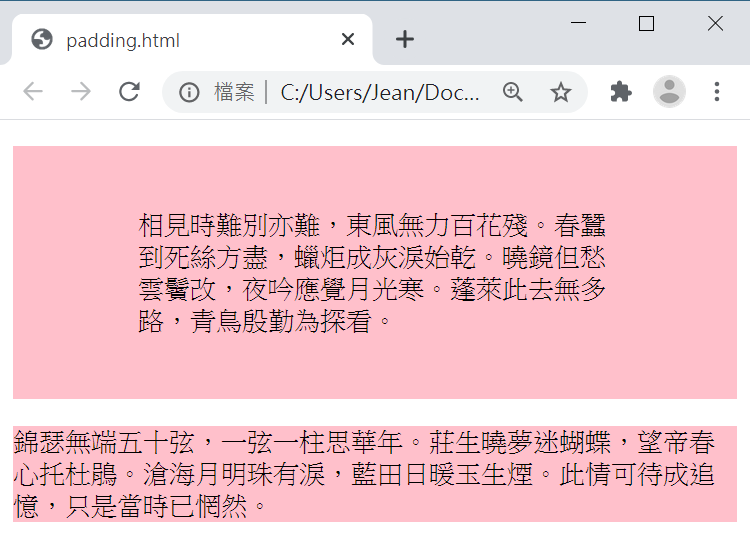 padding.html
檔案 | C:/Users/Jean/Doc...
相見時難別亦難，東風無力百花殘。春蠶
到死絲方盡，蠟炬成灰淚始乾。曉鏡但愁
雲鬢改，夜吟應覺月光寒。蓬萊此去無多
路，青鳥殷勤為探看。
錦瑟無端五十弦，一弦一柱思華年。莊生曉夢迷蝴蝶，望帝春
心托杜鵑。滄海月明珠有淚，藍田日暖玉生煙。此情可待成追
憶，只是當時已惘然。